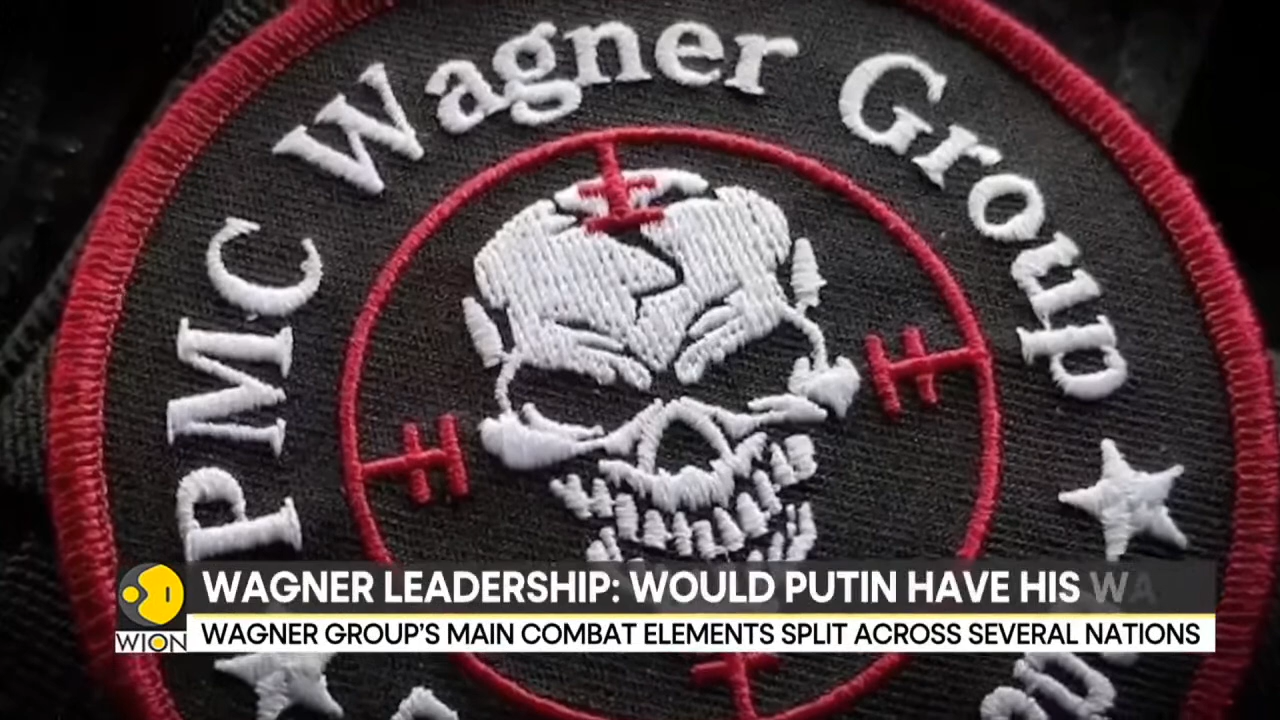 PMC Wagner Group
WAGNER LEADERSHIP: WOULD PUTIN HAVE HIS WA
WION
WAGNER GROUP'S MAIN COMBAT ELEMENTS SPLIT ACROSS SEVERAL NATIONS